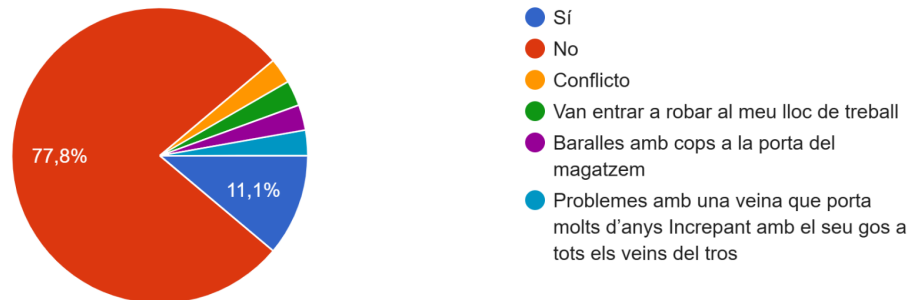 77,8%
11,1%
Sí
No
Conflicto
Van entrar a robar al meu lloc de treball
Baralles amb cops a la porta del
magatzem
Problemes amb una veina que porta
molts d’anys Increpant amb el seu gos a
tots els veins del tros